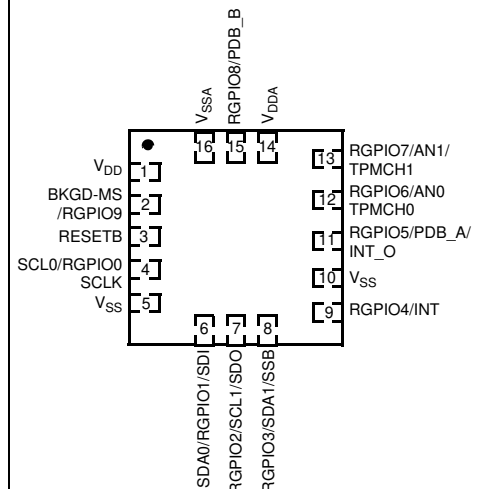 VSSA
RGPIO8/PDB_B
VDDA
16
15
14
VDD
1
BKGD-MS
/RGPIO9
2
RESETB
3
SCL0/RGPIO0
SCLK
4
VSS
5
13
RGPIO7/AN1/
TPMCH1
12
RGPIO6/AN0
TPMCH0
11
RGPIO5/PDB_A/
INT_O
10
VSS
9
RGPIO4/INT
6
7
8
SDA0/RGPIO1/SDI
RGPIO2/SCL1/SDO
RGPIO3/SDA1/SSB